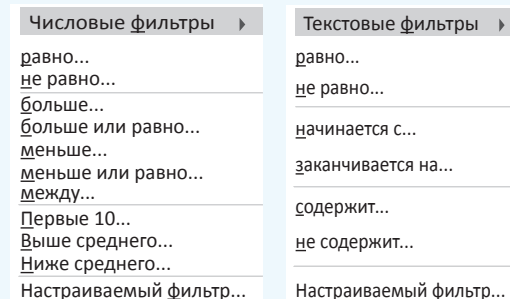 Числовые фильтры
равно...
не равно...
больше...
больше или равно...
меньше...
меньше или равно...
между...
Первые 10...
Выше среднего...
Ниже среднего...
Настраиваемый фильтр...
Текстовые фильтры
равно...
не равно...
начинается с...
заканчивается на...
содержит...
не содержит...
Настраиваемый фильтр...